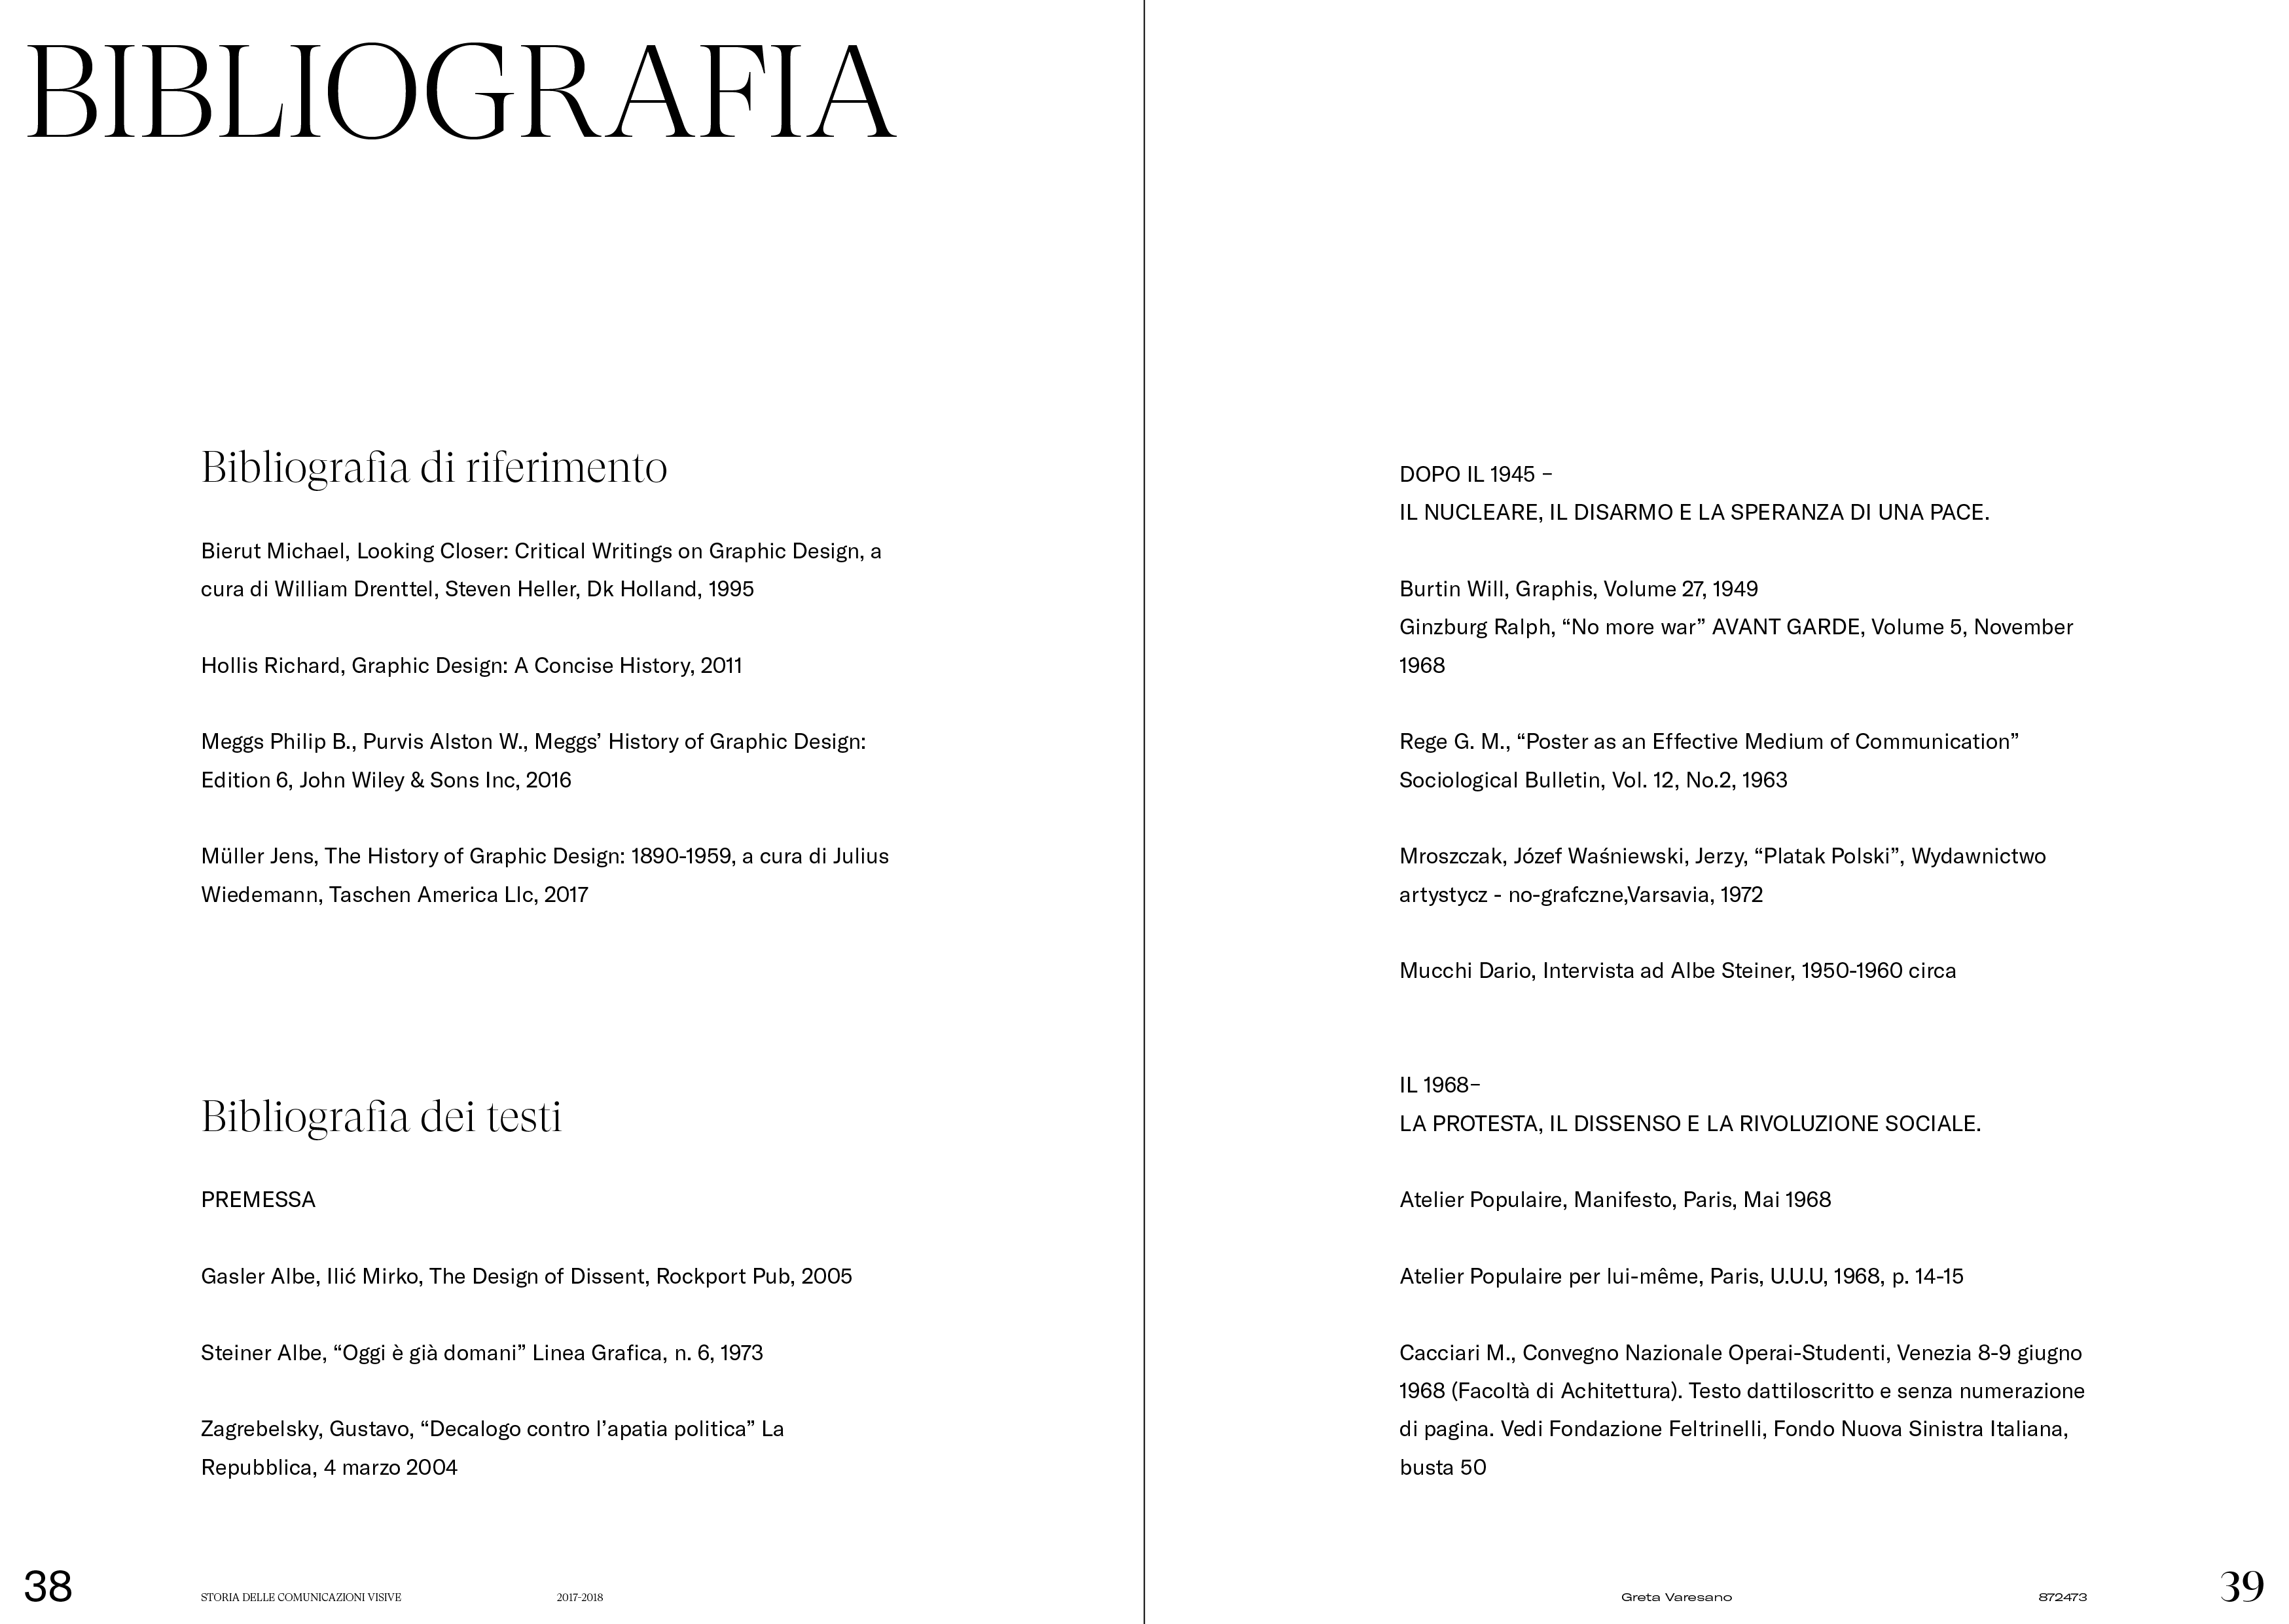 BIBLIOGRAFIA
Bibliografia di riferimento
Bierut Michael, Looking Closer: Critical Writings on Graphic Design, a
cura di William Drenttel, Steven Heller, Dk Holland, 1995
Hollis Richard, Graphic Design: A Concise History, 2011
Meggs Philip B., Purvis Alston W., Meggs’ History of Graphic Design:
Edition 6, John Wiley & Sons Inc, 2016
Müller Jens, The History of Graphic Design: 1890-1959, a cura di Julius
Wiedemann, Taschen America Llc, 2017
Bibliografia dei testi
PREMESSA
Gasler Albe, Ilić Mirko, The Design of Dissent, Rockport Pub, 2005
Steiner Albe, “Oggi è già domani” Linea Grafica, n. 6, 1973
Zagrebelsky, Gustavo, “Decalogo contro l’apatia politica” La
Repubblica, 4 marzo 2004
38
STORIA DELLE COMUNICAZIONI VISIVE
2017-2018
DOPO IL 1945 –
IL NUCLEARE, IL DISARMO E LA SPERANZA DI UNA PACE.
Burtin Will, Graphis, Volume 27, 1949
Ginzburg Ralph, “No more war” AVANT GARDE, Volume 5, November
1968
Rege G. M., “Poster as an Effective Medium of Communication”
Sociological Bulletin, Vol. 12, No.2, 1963
Mroszczak, Józef Waśniewski, Jerzy, “Platak Polski”, Wydawnictwo
artystycz - no-grafczne,Varsavia, 1972
Mucchi Dario, Intervista ad Albe Steiner, 1950-1960 circa
IL 1968–
LA PROTESTA, IL DISSENSO E LA RIVOLUZIONE SOCIALE.
Atelier Populaire, Manifesto, Paris, Mai 1968
Atelier Populaire per lui-même, Paris, U.U.U, 1968, p. 14-15
Cacciari M., Convegno Nazionale Operai-Studenti, Venezia 8-9 giugno
1968 (Facoltà di Achitettura). Testo dattiloscritto e senza numerazione
di pagina. Vedi Fondazione Feltrinelli, Fondo Nuova Sinistra Italiana,
busta 50
Greta Varesano
872473
39